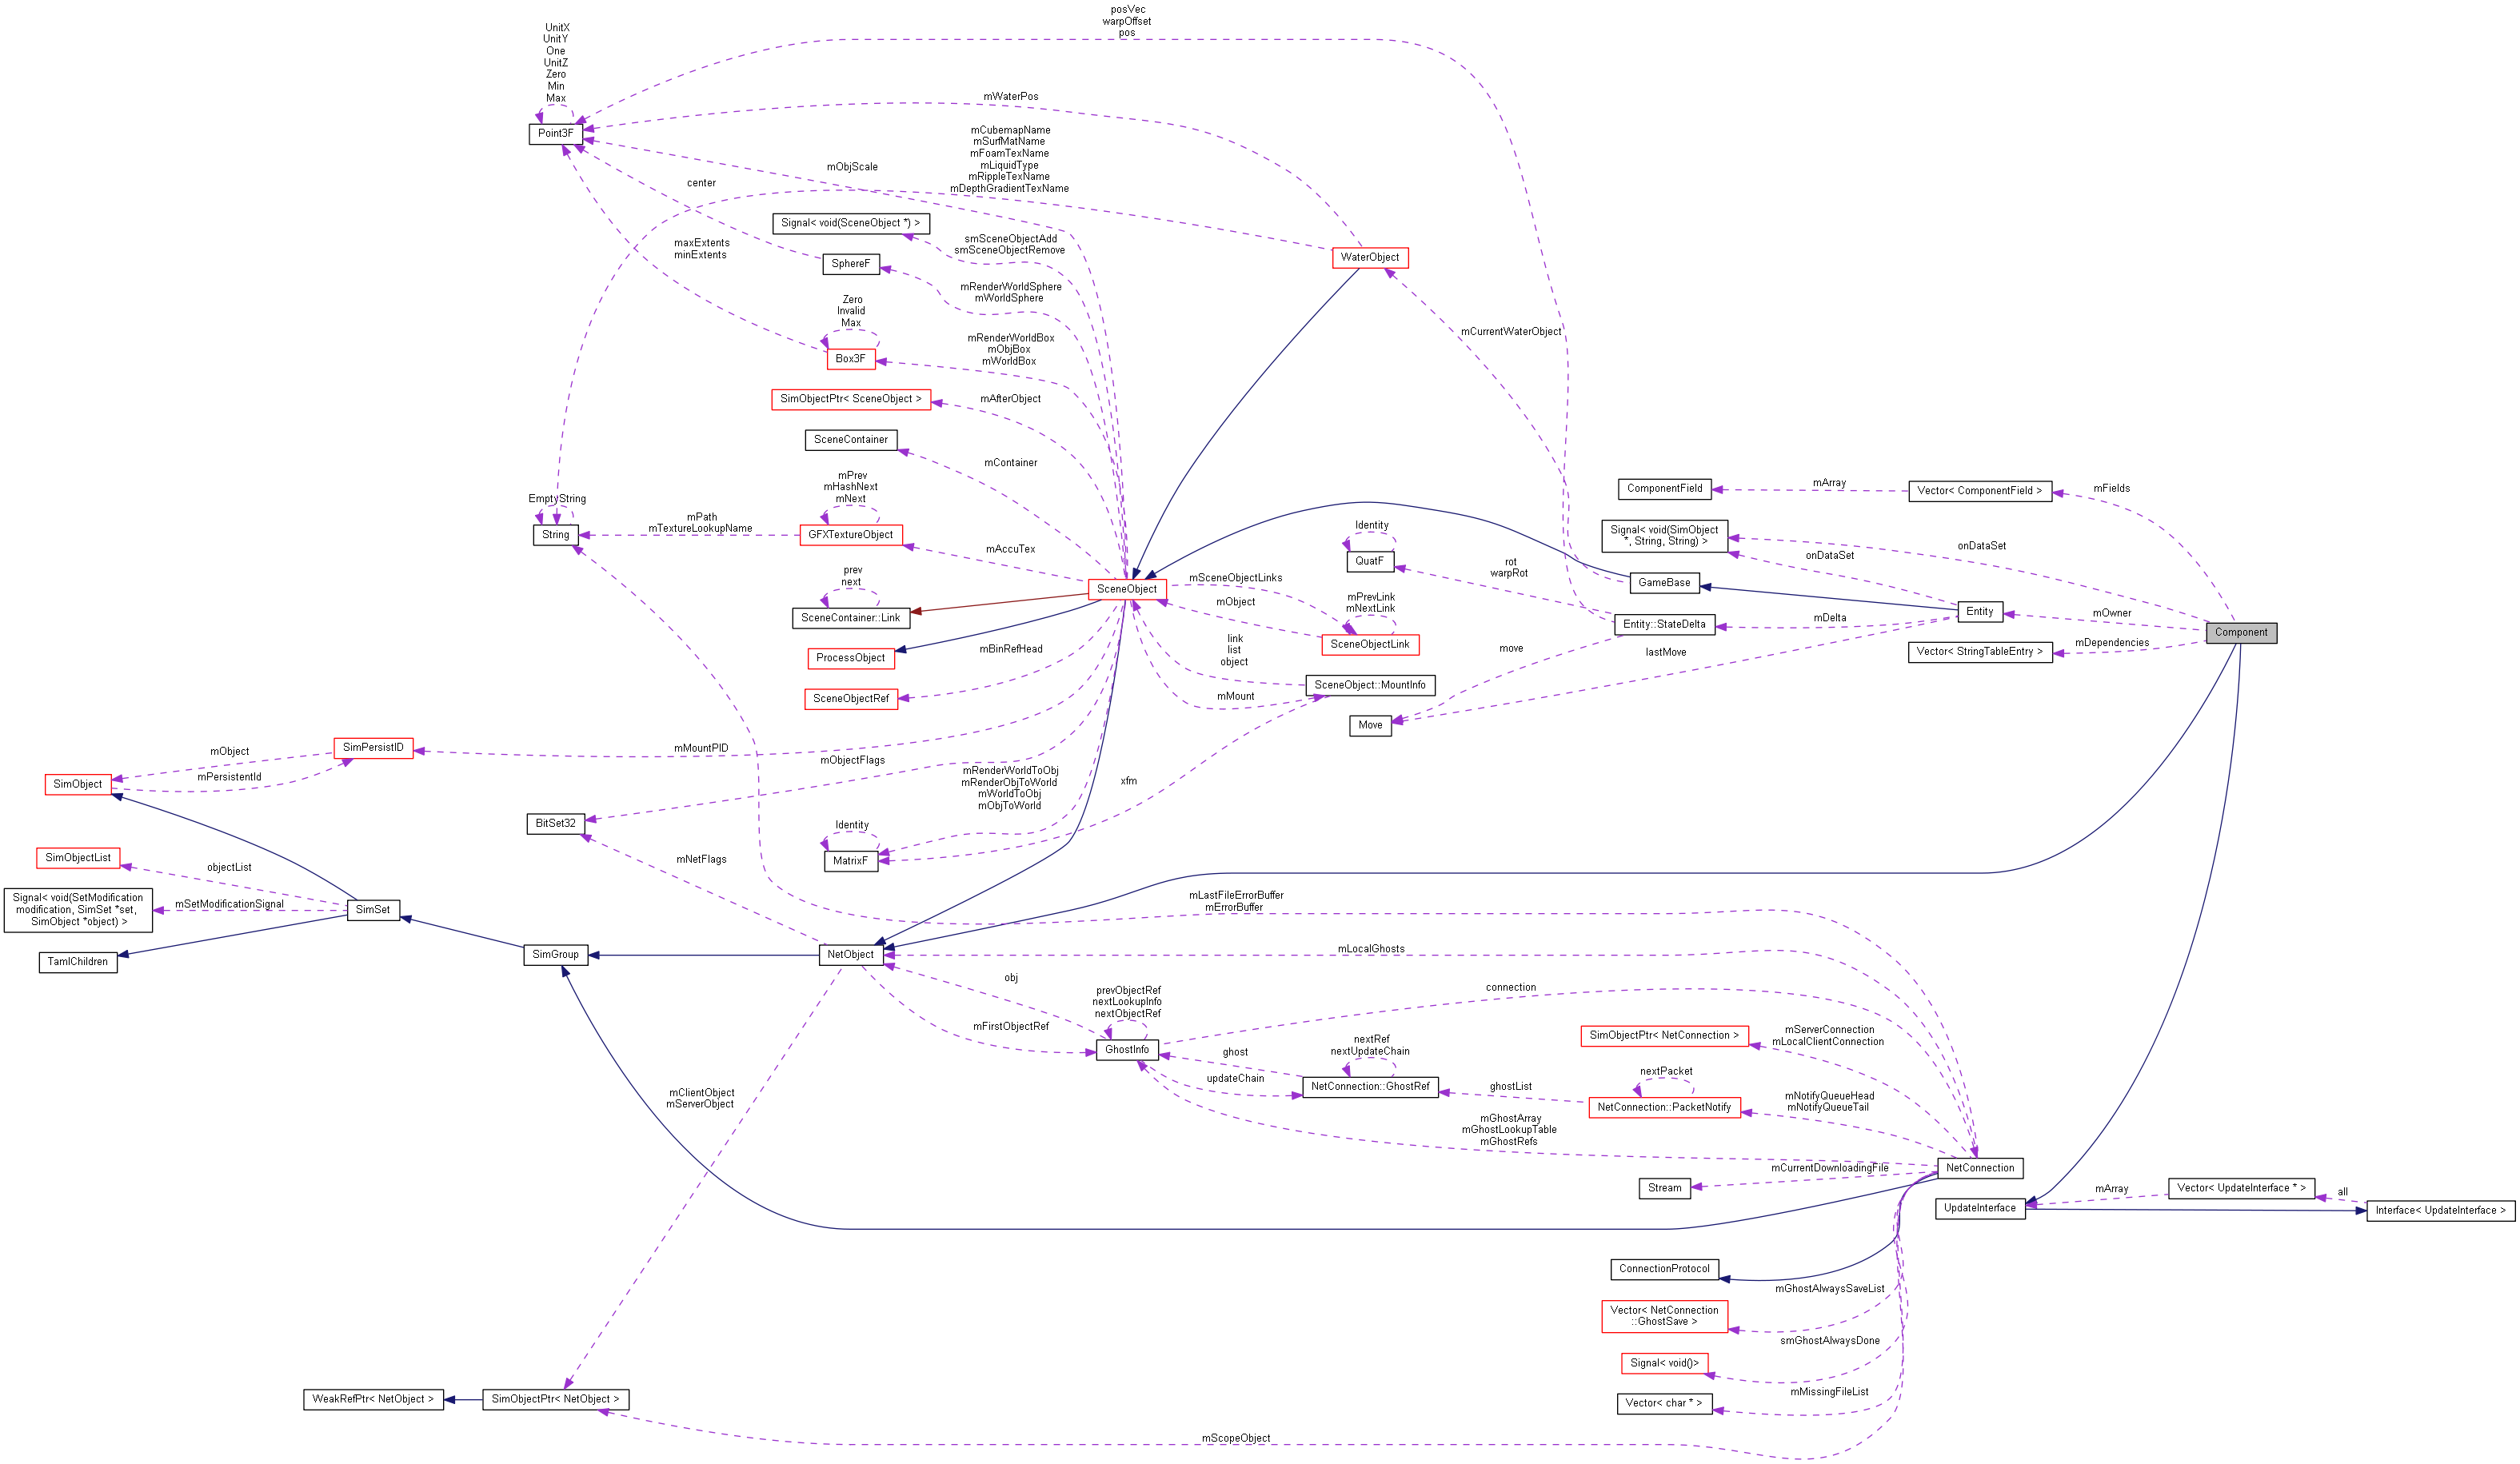 posVec
warpOffset
pos
UnitX
UnitY
One
UnitZ
Zero
Min
Max
Point3F
mWaterPos
mCubemapName
mSurfMatName
mFoamTexName
mLiquidType
mRippleTexName
mDepthGradientTexName
mObjScale
center
Signal< void(SceneObject *) >
smSceneObjectAdd
smSceneObjectRemove
maxExtents
minExtents
SphereF
WaterObject
mRenderWorldSphere
mWorldSphere
Zero
Invalid
Max
Box3F
mRenderWorldBox
mObjBox
mWorldBox
mCurrentWaterObject
SimObjectPtr< SceneObject >
mAfterObject
SceneContainer
mContainer
mPrev
mHashNext
mNext
GFXTextureObject
EmptyString
String
mPath
mTextureLookupName
mAccuTex
prev
next
SceneContainer::Link
SceneObject
mSceneObjectLinks
mObject
mPrevLink
mNextLink
SceneObjectLink
Identity
QuatF
rot
warpRot
ComponentField
mArray
Vector< ComponentField >
mFields
Signal< void(SimObject
*, String, String) >
onDataSet
onDataSet
GameBase
Entity
mOwner
Component
Entity::StateDelta
mDelta
Vector< StringTableEntry >
mDependencies
lastMove
move
link
list
object
ProcessObject
mBinRefHead
SceneObjectRef
mMount
SceneObject::MountInfo
Move
SimPersistID
mMountPID
mObject
mPersistentId
SimObject
mObjectFlags
mRenderWorldToObj
mRenderObjToWorld
mWorldToObj
mObjToWorld
xfm
BitSet32
Identity
MatrixF
SimObjectList
objectList
mNetFlags
Signal< void(SetModification
modification, SimSet *set,
SimObject *object) >
mSetModificationSignal
SimSet
mLastFileErrorBuffer
mErrorBuffer
TamlChildren
SimGroup
NetObject
mLocalGhosts
obj
prevObjectRef
nextLookupInfo
nextObjectRef
connection
mFirstObjectRef
GhostInfo
ghost
updateChain
nextRef
nextUpdateChain
NetConnection::GhostRef
SimObjectPtr< NetConnection >
mServerConnection
mLocalClientConnection
nextPacket
ghostList
NetConnection::PacketNotify
mNotifyQueueHead
mNotifyQueueTail
mClientObject
mServerObject
mGhostArray
mGhostLookupTable
mGhostRefs
NetConnection
mCurrentDownloadingFile
Stream
UpdateInterface
mArray
Vector< UpdateInterface * >
all
Interface< UpdateInterface >
ConnectionProtocol
mGhostAlwaysSaveList
Vector< NetConnection
::GhostSave >
smGhostAlwaysDone
Signal< void()>
mMissingFileList
Vector< char * >
WeakRefPtr< NetObject >
SimObjectPtr< NetObject >
mScopeObject